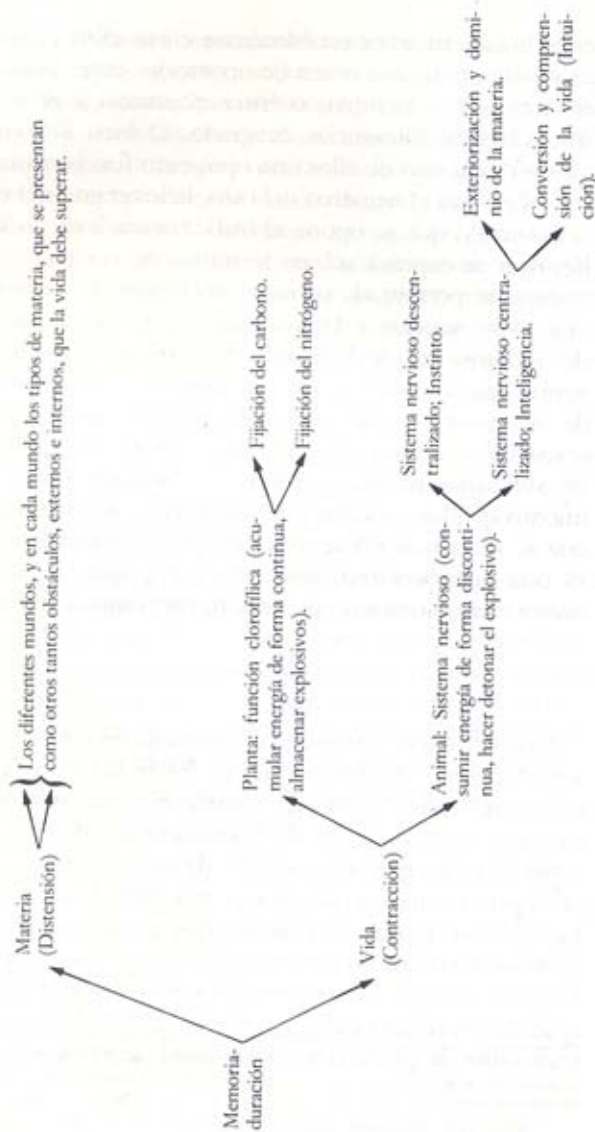 Memoria-
duración
Materia
(Distensión)
Los diferentes mundos, y en cada mundo los tipos de materia, que se presentan
como otros tantos obstáculos, externos e internos, que la vida debe superar.
Vida
(Contracción)
Planta: función clorofílica (acu-
mular energía de forma continua,
almacenar explosivos).
Fijación del carbono.
Fijación del nitrógeno.
Animal: Sistema nervioso (con-
sumir energía de forma disconti-
nua, hacer detonar el explosivo).
Sistema nervioso descen-
tralizado; Instinto.
Sistema nervioso centra-
lizado; Inteligencia.
Exteriorización y domi-
nio de la materia.
Conversión y compren-
sión de la vida (Intui-
ción).